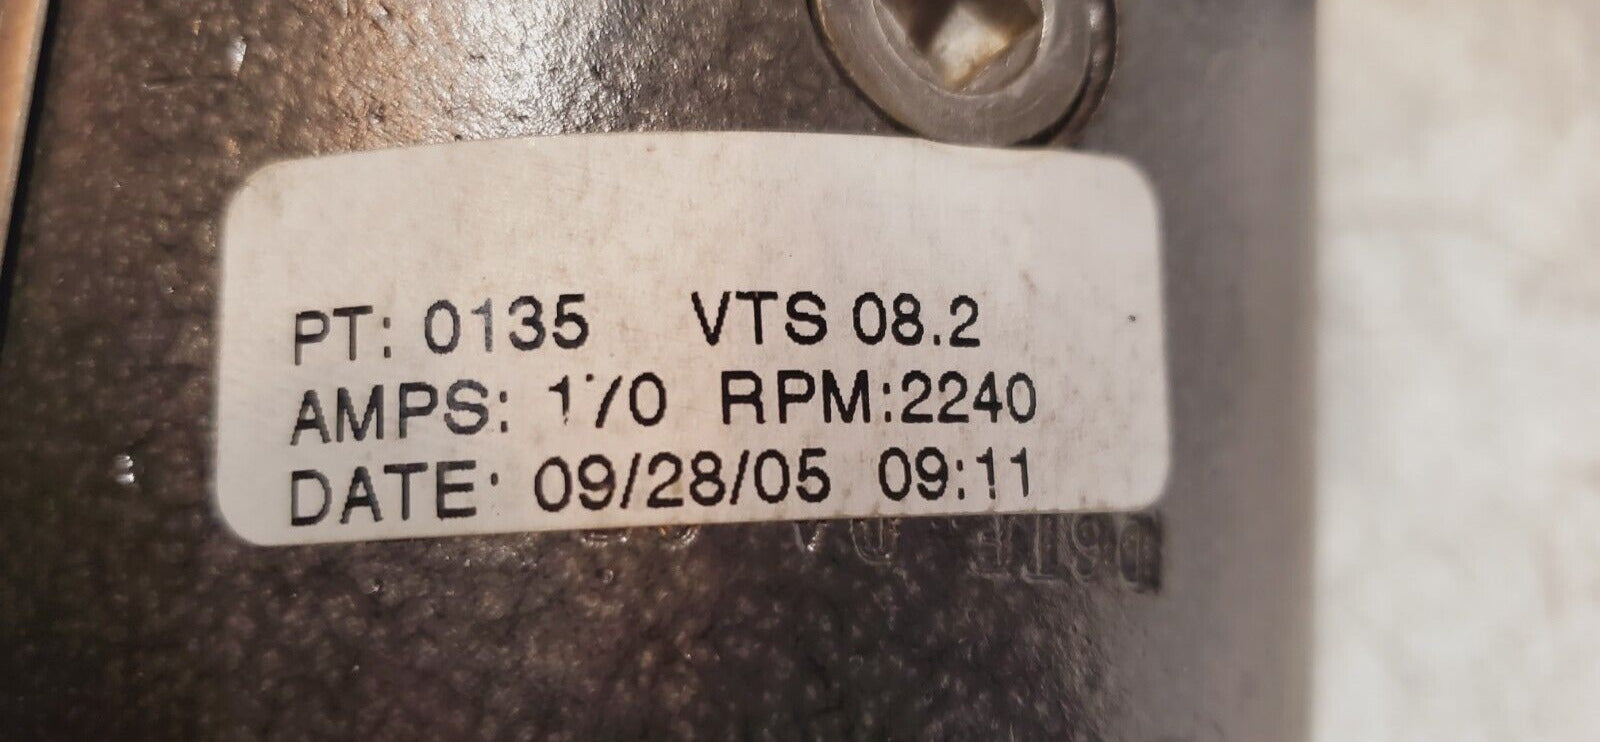 PT: 0135 VTS 08.2
AMPS: 170 RPM:2240
DATE: 09/28/05 09:11